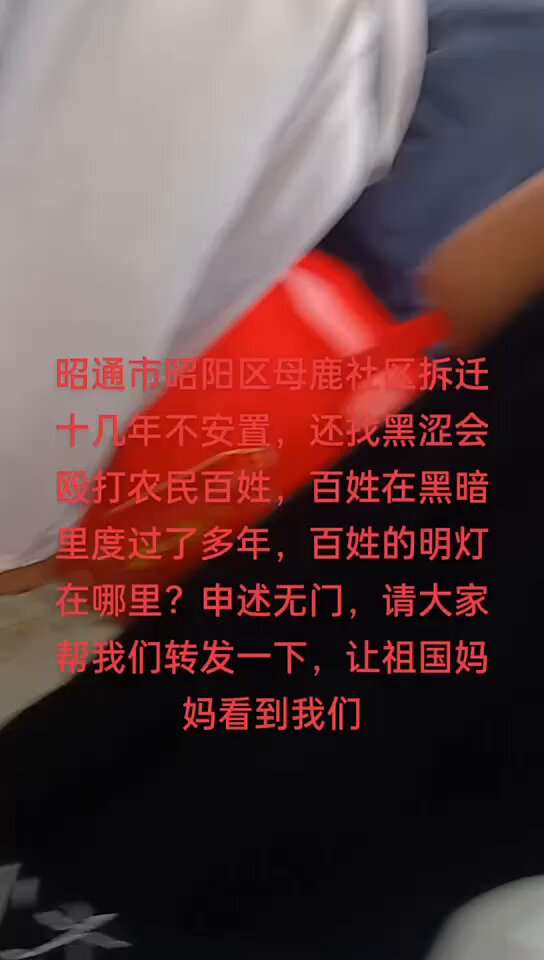 昭通市昭阳区母鹿社区拆迁
十几年不安置，还找黑涩会
殴打农民百姓，百姓在黑暗
里度过了多年，百姓的明灯
在哪里？申述无门，请大家
帮我们转发一下，让祖国妈
妈看到我们